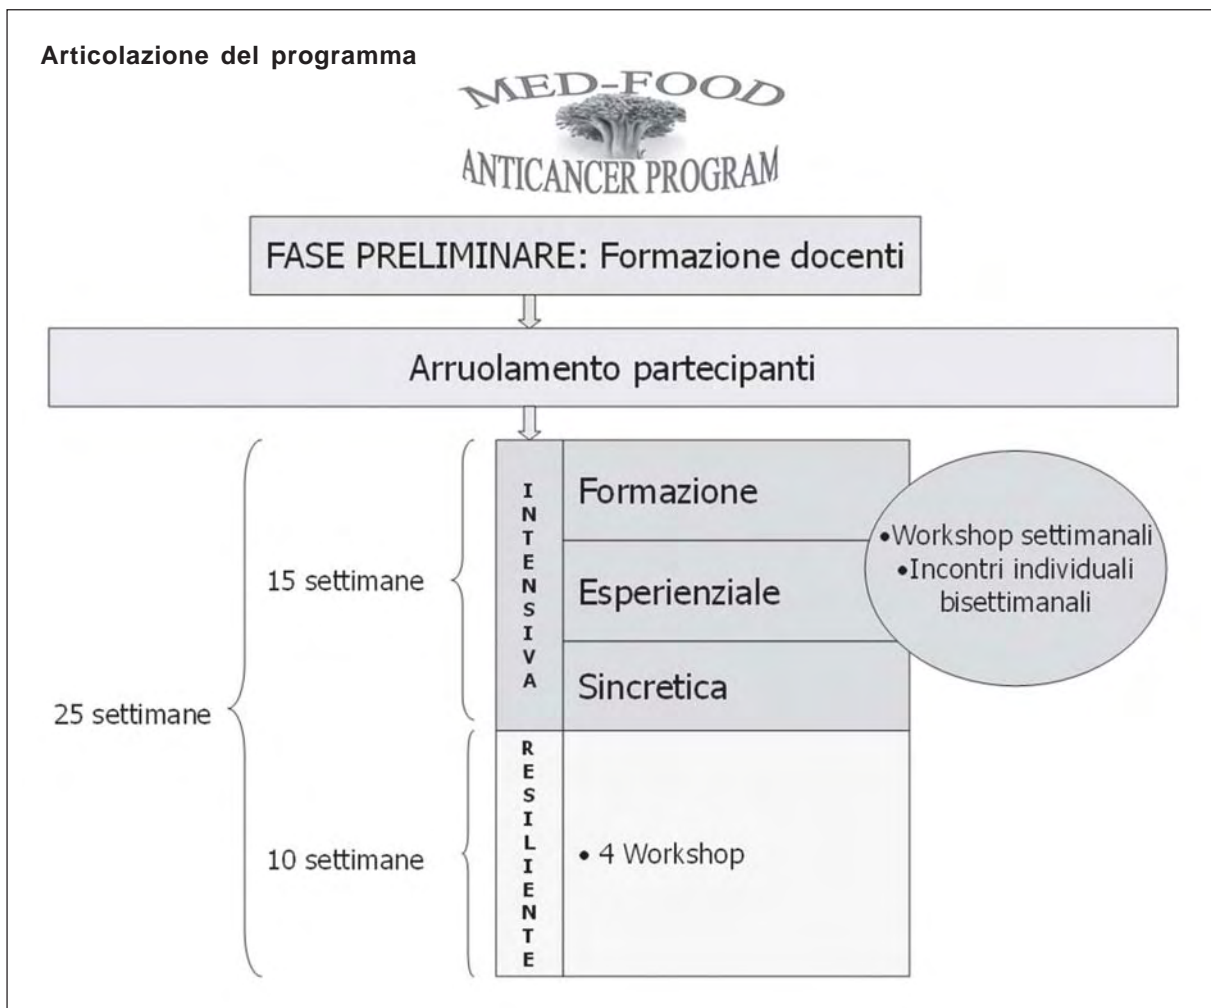 Articolazione del programma
MED-FOOD
ANTICANCER PROGRAM
FASE PRELIMINARE: Formazione docenti
Arruolamento partecipanti
25 settimane
15 settimane
INTENSIVA
Formazione
Esperienziale
Sincretica
•Workshop settimanali
•Incontri individuali
bisettimanali
10 settimane
RESILIENTE
• 4 Workshop